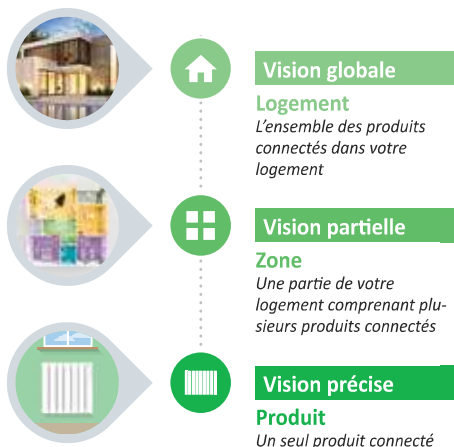 Vision globale
Logement
L'ensemble des produits
connectés dans votre
logement
Vision partielle
Zone
Une partie de votre
logement comprenant plu-
sieurs produits connectés
Vision précise
Produit
Un seul produit connecté